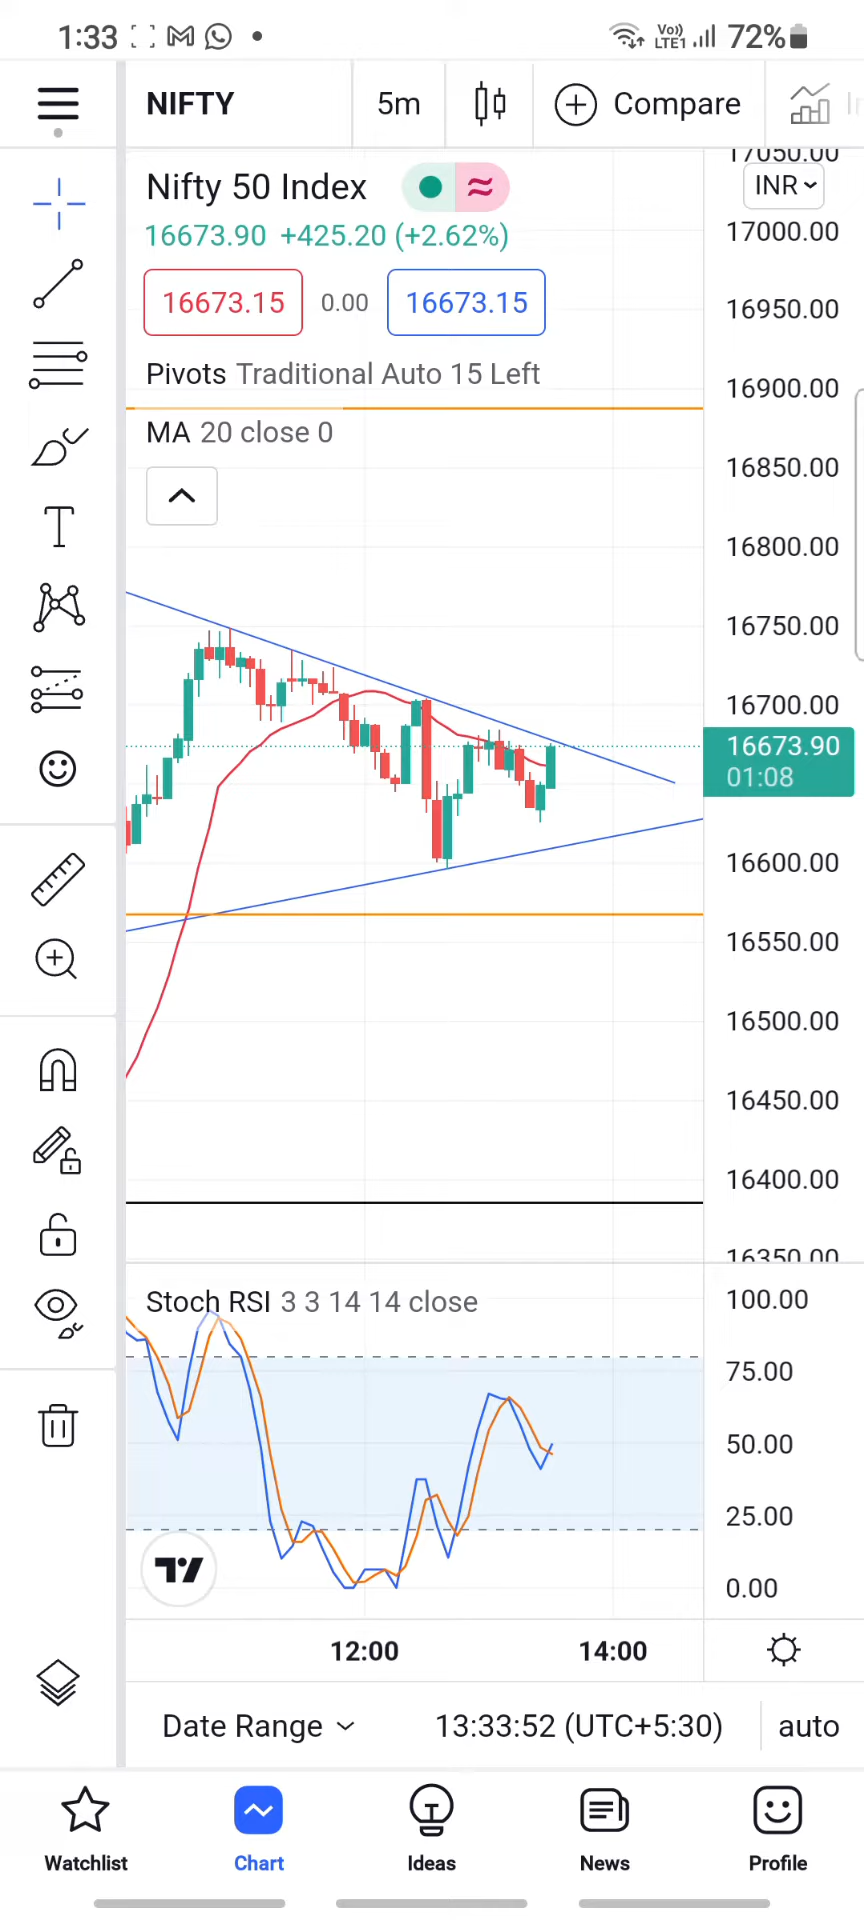 1:33 Vo)) LTE1 72%
NIFTY 5m Compare
17050.00
Nifty 50 Index INR
16673.90 +425.20 (+2.62%)
17000.00
16673.15 0.00 16673.15
16950.00
Pivots Traditional Auto 15 Left
16900.00
MA 20 close 0
16850.00
16800.00
16750.00
16700.00
16673.90
01:08
16600.00
16550.00
16500.00
16450.00
16400.00
16350.00
Stoch RSI 3 3 14 14 close 100.00
75.00
50.00
25.00
0.00
12:00 14:00
Date Range 13:33:52 (UTC+5:30) auto
Watchlist Chart Ideas News Profile